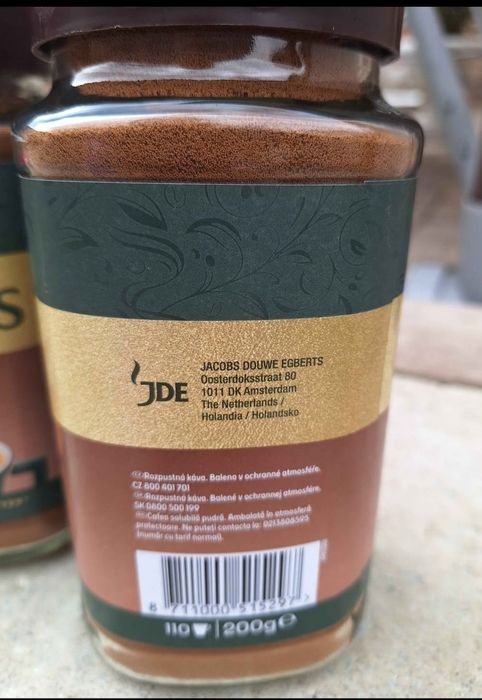 S
JDE
JACOBS DOUWE EGBERTS
Oosterdoksstraat 80
1011 DK Amsterdam
The Netherlands /
Holandia / Holandsko
Rozpustná káva. Baleno v ochranné atmosféře.
CZ 800 401 701
Rozpustná káva. Balené v ochrannej atmosfére.
SK 0800 500 199
Cafea solubilă pudră. Ambalată în atmosferă
protectoare. Ne puteți contacta la: 0213608595
(număr cu tarif normal).
8 711000 515297 >
110 | 200g e